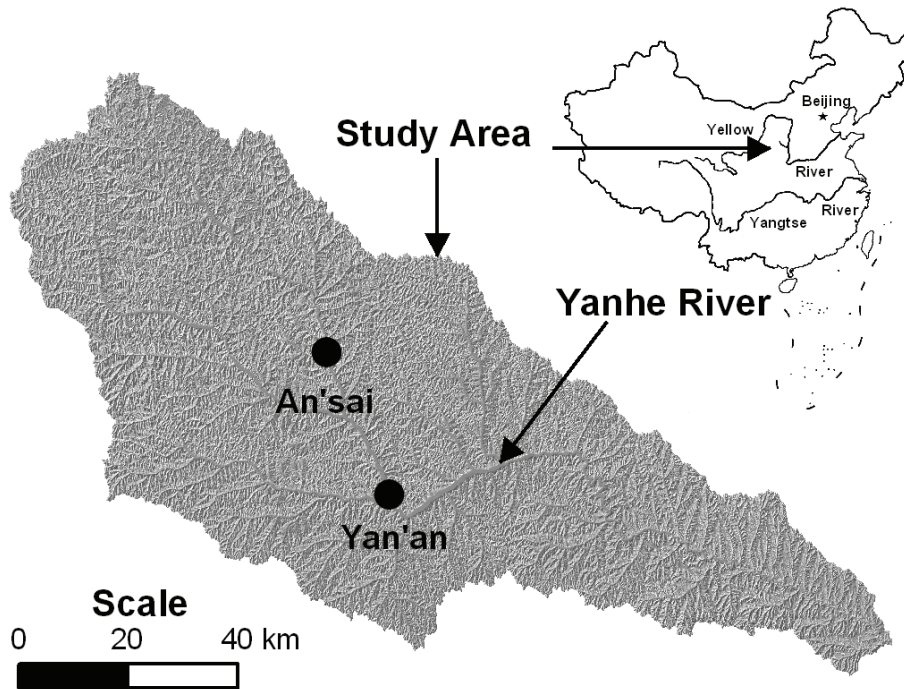 Beijing
Study Area
Yellow
River
River
Yangtse
Yanhe River
An'sai
Yan'an
Scale
0 20 40 km